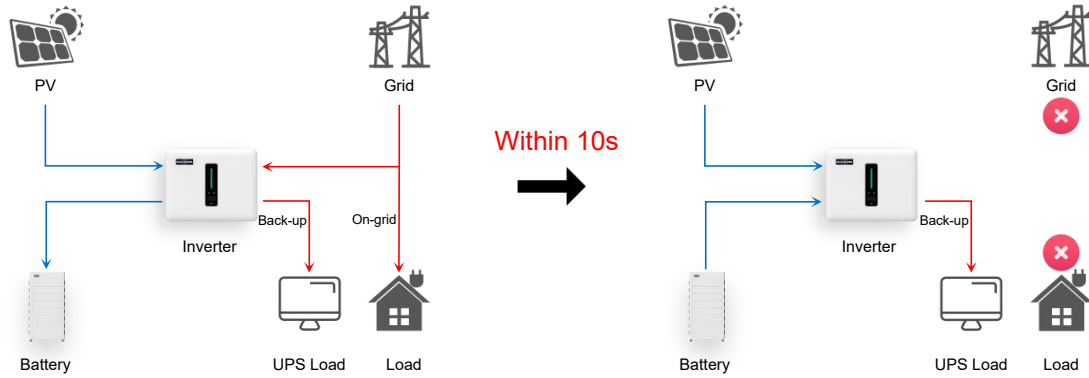 PV
Grid
Within 10s
Back-up
On-grid
Inverter
Battery
UPS Load
Load
PV
Grid
Back-up
Inverter
Battery
UPS Load
Load